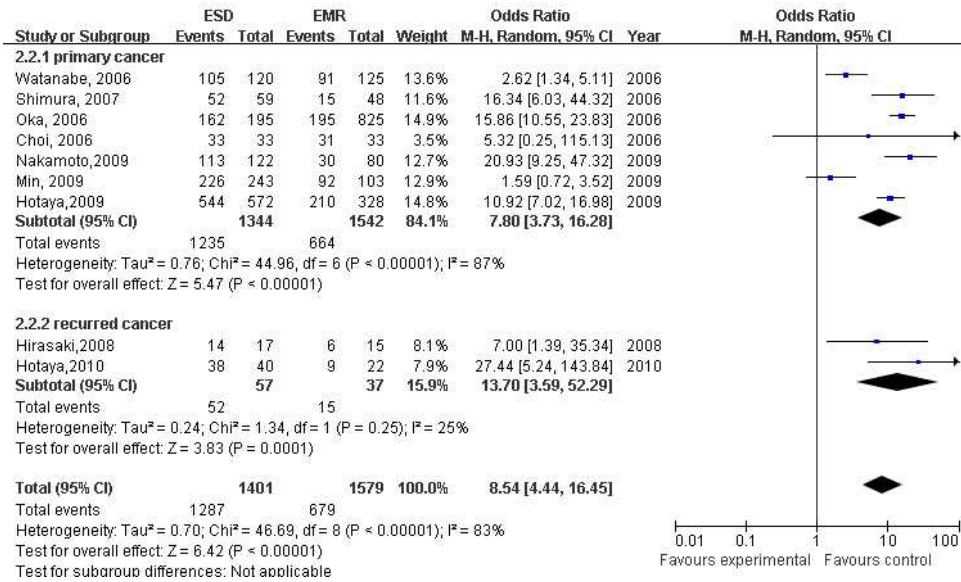 ESD EMR Odds Ratio Odds Ratio
Study or Subgroup Events Total Events Total Weight M-H, Random, 95% CI Year M-H, Random, 95% CI
2.2.1 primary cancer
Watanabe, 2006 105 120 91 125 13.6% 2.62 [1.34, 5.11] 2006
Shimura, 2007 52 59 15 48 11.6% 16.34 [6.03, 44.32] 2006
Oka, 2006 162 195 195 825 14.9% 15.86 [10.55, 23.83] 2006
Choi, 2006 33 33 31 33 3.5% 5.32 [0.25, 115.13] 2006
Nakamoto,2009 113 122 30 80 12.7% 20.93 [9.25, 47.32] 2009
Min, 2009 226 243 92 103 12.9% 1.59 [0.72, 3.52] 2009
Hotaya,2009 544 572 210 328 14.8% 10.92 [7.02, 16.98] 2009
Subtotal (95% CI) 1344 1542 84.1% 7.80 [3.73, 16.28]
Total events 1235 664
Heterogeneity: Tau² = 0.76; Chi² = 44.96, df = 6 (P < 0.00001); I² = 87%
Test for overall effect: Z = 5.47 (P < 0.00001)
2.2.2 recurred cancer
Hirasaki,2008 14 17 6 15 8.1% 7.00 [1.39, 35.34] 2008
Hotaya,2010 38 40 9 22 7.9% 27.44 [5.24, 143.84] 2010
Subtotal (95% CI) 57 37 15.9% 13.70 [3.59, 52.29]
Total events 52 15
Heterogeneity: Tau² = 0.24; Chi² = 1.34, df = 1 (P = 0.25); I² = 25%
Test for overall effect: Z = 3.83 (P = 0.0001)
Total (95% CI) 1401 1579 100.0% 8.54 [4.44, 16.45]
Total events 1287 679
Heterogeneity: Tau² = 0.70; Chi² = 46.69, df = 8 (P < 0.00001); I² = 83%
Test for overall effect: Z = 6.42 (P < 0.00001)
Test for subgroup differences: Not applicable
0.01 0.1 1 10 100
Favours experimental Favours control